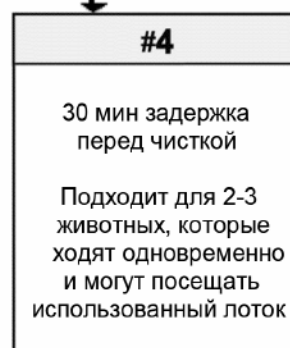 #4
30 мин задержка
перед чисткой
Подходит для 2-3
животных, которые
ходят одновременно
и могут посещать
использованный лоток